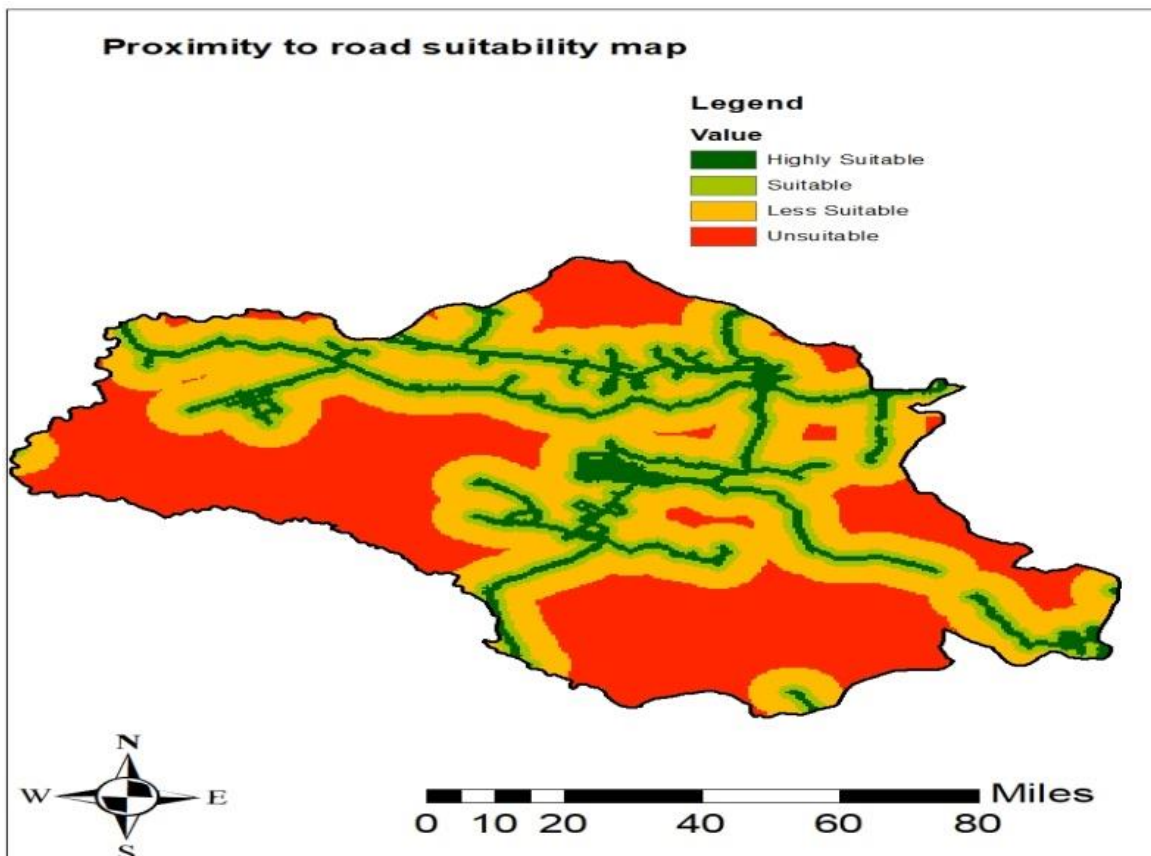 Proximity to road suitability map
Legend
Value
Highly Suitable
Suitable
Less Suitable
Unsuitable
N
W E
S
Miles
0 10 20 40 60 80